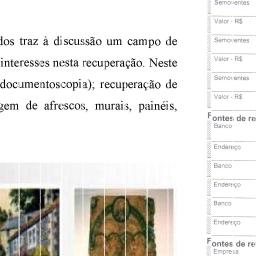 dos traz à discussão um campo de
interesses nesta recuperação. Neste
documentoscopia); recuperação de
gem de afrescos, murais, painéis,
Semoventes
Valor - R$
Semoventes
Valor - R$
Semoventes
Valor - R$
Fontes de re
Banco
Endereço
Banco
Endereço
Banco
Endereço
Fontes de re
Empresa